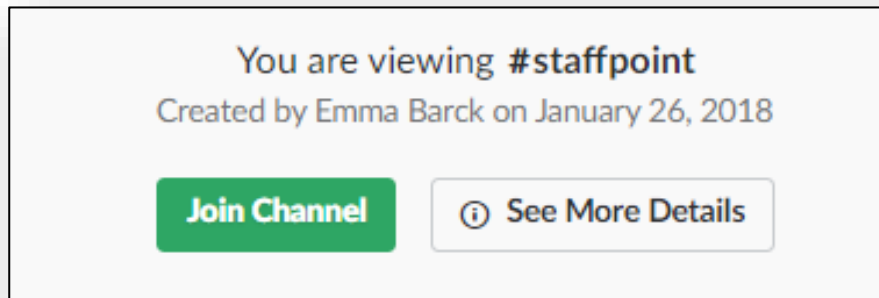 You are viewing #staffpoint
Created by Emma Barck on January 26, 2018
Join Channel
See More Details